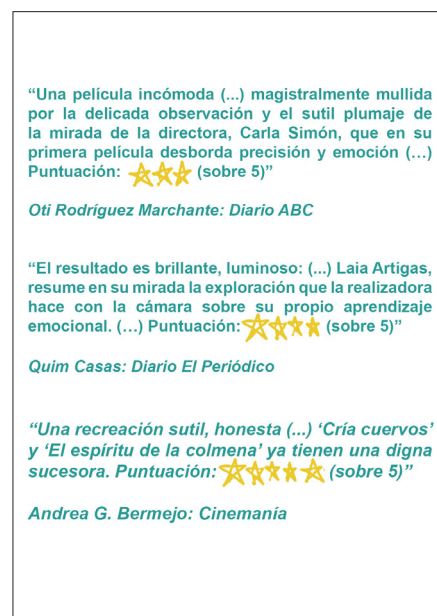 “Una película incómoda (...) magistralmente mullida
por la delicada observación y el sutil plumaje de
la mirada de la directora, Carla Simón, que en su
primera película desborda precisión y emoción (…)
Puntuación: (sobre 5)”
Oti Rodríguez Marchante: Diario ABC
“El resultado es brillante, luminoso: (...) Laia Artigas,
resume en su mirada la exploración que la realizadora
hace con la cámara sobre su propio aprendizaje
emocional. (…) Puntuación: (sobre 5)”
Quim Casas: Diario El Periódico
“Una recreación sutil, honesta (...) ‘Cría cuervos’
y ‘El espíritu de la colmena’ ya tienen una digna
sucesora. Puntuación: (sobre 5)”
Andrea G. Bermejo: Cinemanía